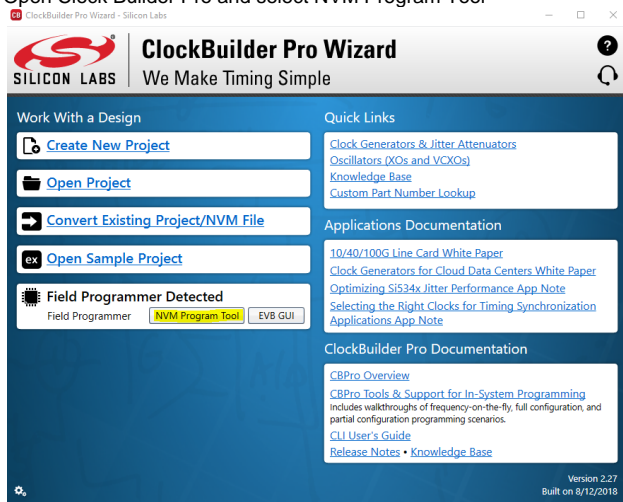 Open Clock Builder Pro and select NVM Program Tool
CB ClockBuilder Pro Wizard - Silicon Labs
SILICON LABS
ClockBuilder Pro Wizard
We Make Timing Simple
?
Work With a Design
Create New Project
Open Project
Convert Existing Project/NVM File
ex Open Sample Project
Field Programmer Detected
Field Programmer NVM Program Tool EVB GUI
Quick Links
Clock Generators & Jitter Attenuators
Oscillators (XOs and VCXOs)
Knowledge Base
Custom Part Number Lookup
Applications Documentation
10/40/100G Line Card White Paper
Clock Generators for Cloud Data Centers White Paper
Optimizing Si534x Jitter Performance App Note
Selecting the Right Clocks for Timing Synchronization
Applications App Note
ClockBuilder Pro Documentation
CBPro Overview
CBPro Tools & Support for In-System Programming
Includes walkthroughs of frequency-on-the-fly, full configuration, and
partial configuration programming scenarios.
CLI User's Guide
Release Notes • Knowledge Base
Version 2.27
Built on 8/12/2018